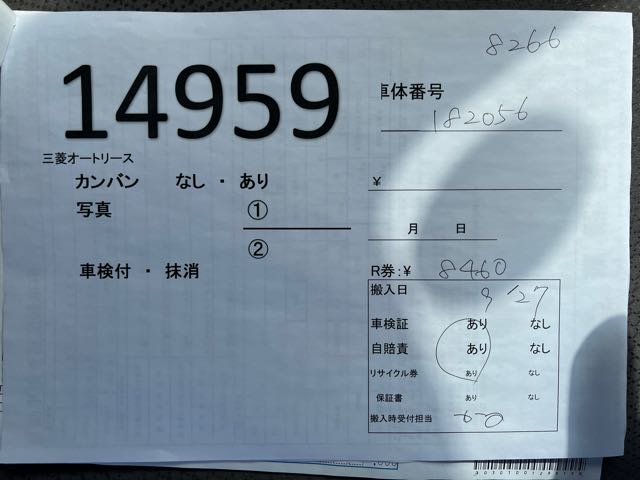 8266
14959
車体番号
182056
三菱オートリース
カンバン なし ・ あり
¥
写真 ①
月 日
②
車検付 ・ 抹消
R券:¥ 8460
搬入日 9/27
車検証 あり なし
自賠責 あり なし
リサイクル券 あり なし
保証書 あり なし
搬入時受付担当